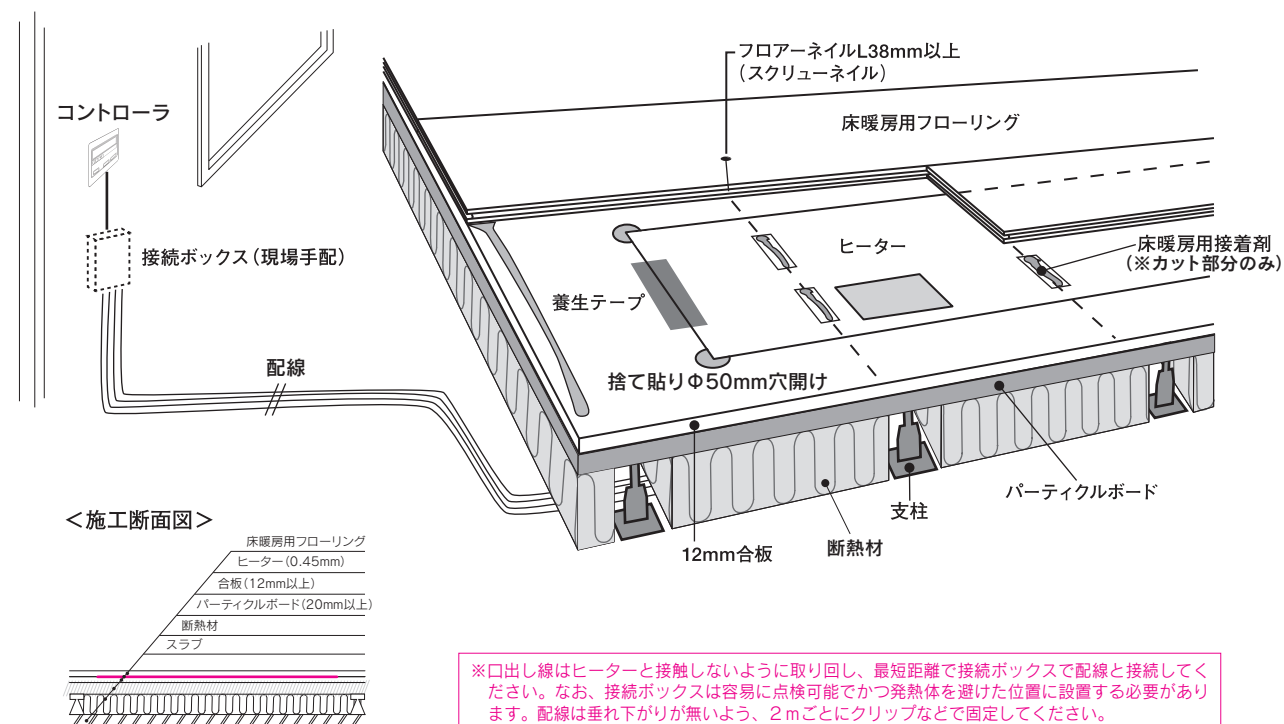 フロアーネイルL38mm以上
（スクリューネイル）
床暖房用フローリング
コントローラ
接続ボックス（現場手配）
ヒーター
床暖房用接着剤
（※カット部分のみ）
養生テープ
配線
捨て貼りΦ50mm穴開け
パーティクルボード
支柱
断熱材
12mm合板
＜施工断面図＞
床暖房用フローリング
ヒーター（0.45mm）
合板（12mm以上）
パーティクルボード（20mm以上）
断熱材
スラブ
※口出し線はヒーターと接触しないように取り回し、最短距離で接続ボックスで配線と接続してく
ださい。なお、接続ボックスは容易に点検可能でかつ発熱体を避けた位置に設置する必要があり
ます。配線は垂れ下がりが無いよう、２ｍごとにクリップなどで固定してください。